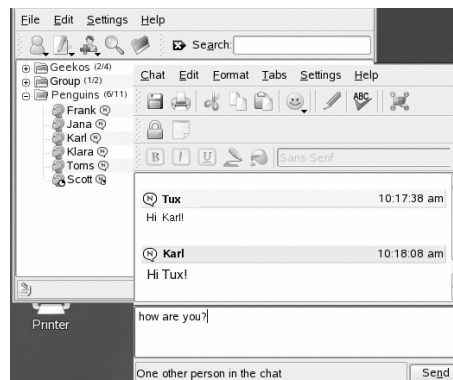 File Edit Settings Help
Search:
Geekos (2/4)
Group (1/2)
Penguins (6/11)
Frank N
Jana N
Karl N
Klara N
Toms N
Scott N
Chat Edit Format Tabs Settings Help
ABC
B I U Sans Serif
N Tux 10:17:38 am
Hi Karl!
N Karl 10:18:08 am
Hi Tux!
Printer
how are you?
One other person in the chat Send